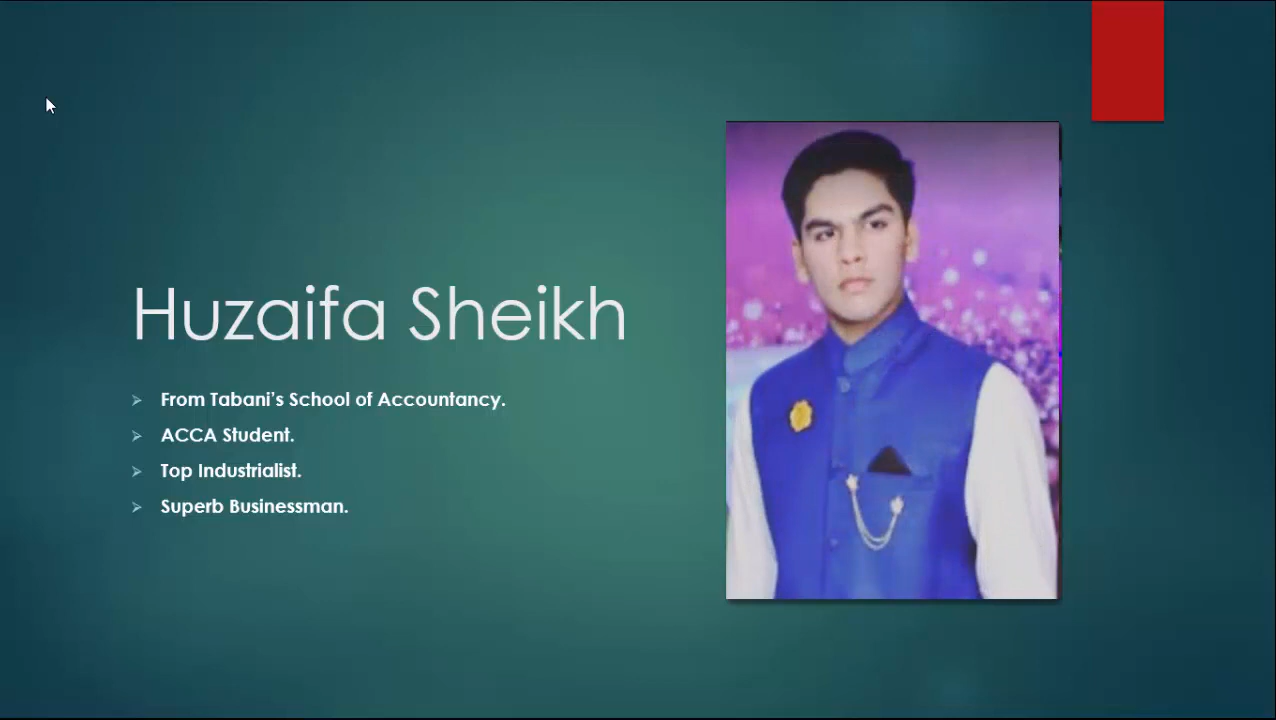 Huzaifa Sheikh
From Tabani's School of Accountancy.
ACCA Student.
Top Industrialist.
Superb Businessman.